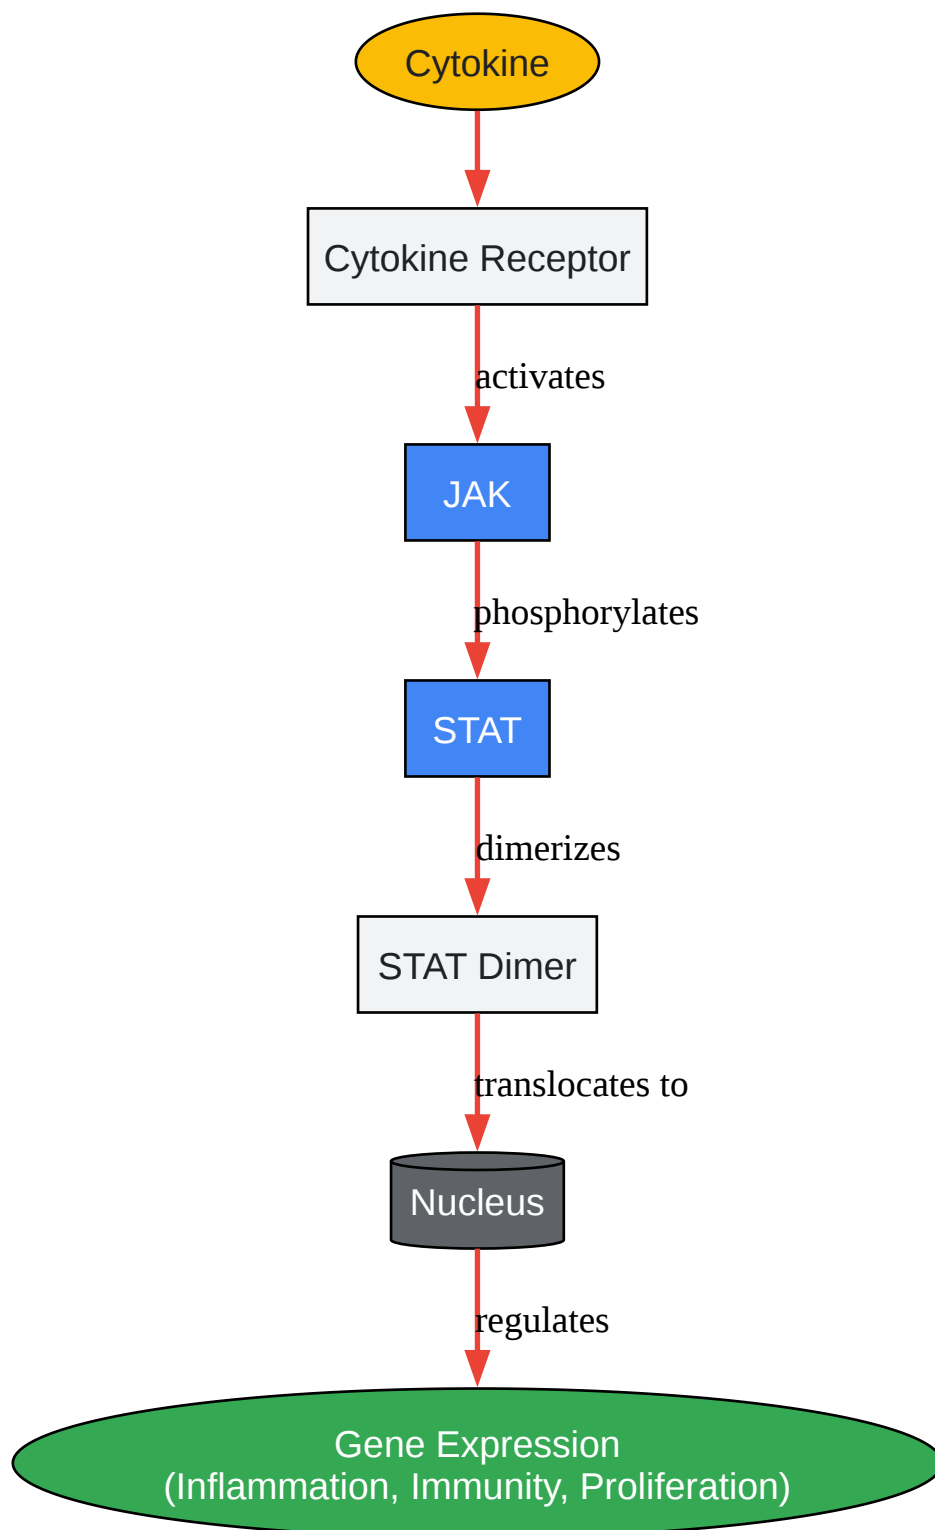 Cytokine
Cytokine Receptor
activates
JAK
phosphorylates
STAT
dimerizes
STAT Dimer
translocates to
Nucleus
regulates
Gene Expression
(Inflammation, Immunity, Proliferation)